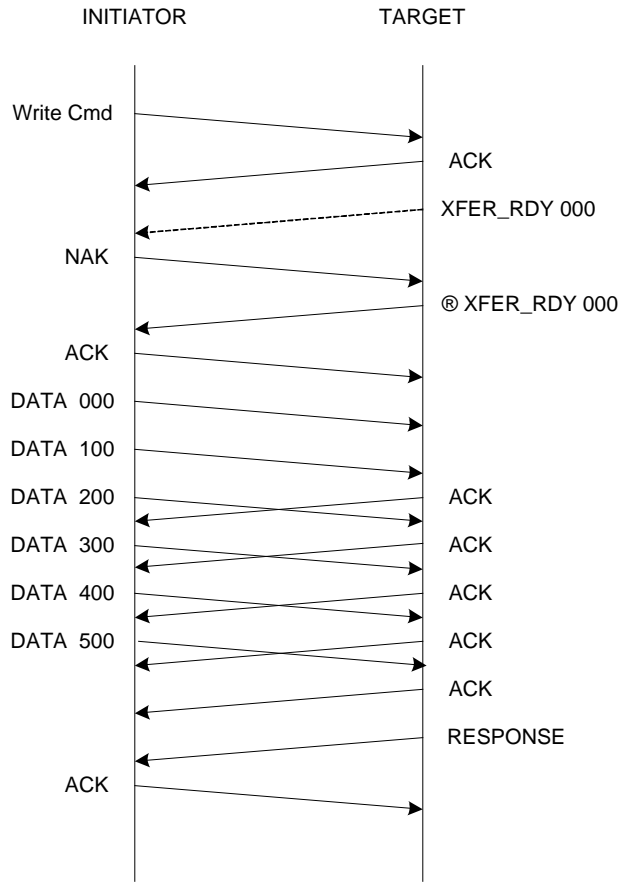 INITIATOR TARGET
Write Cmd
ACK
XFER_RDY 000
NAK
® XFER_RDY 000
ACK
DATA 000
DATA 100
DATA 200 ACK
DATA 300 ACK
DATA 400 ACK
DATA 500 ACK
ACK
RESPONSE
ACK